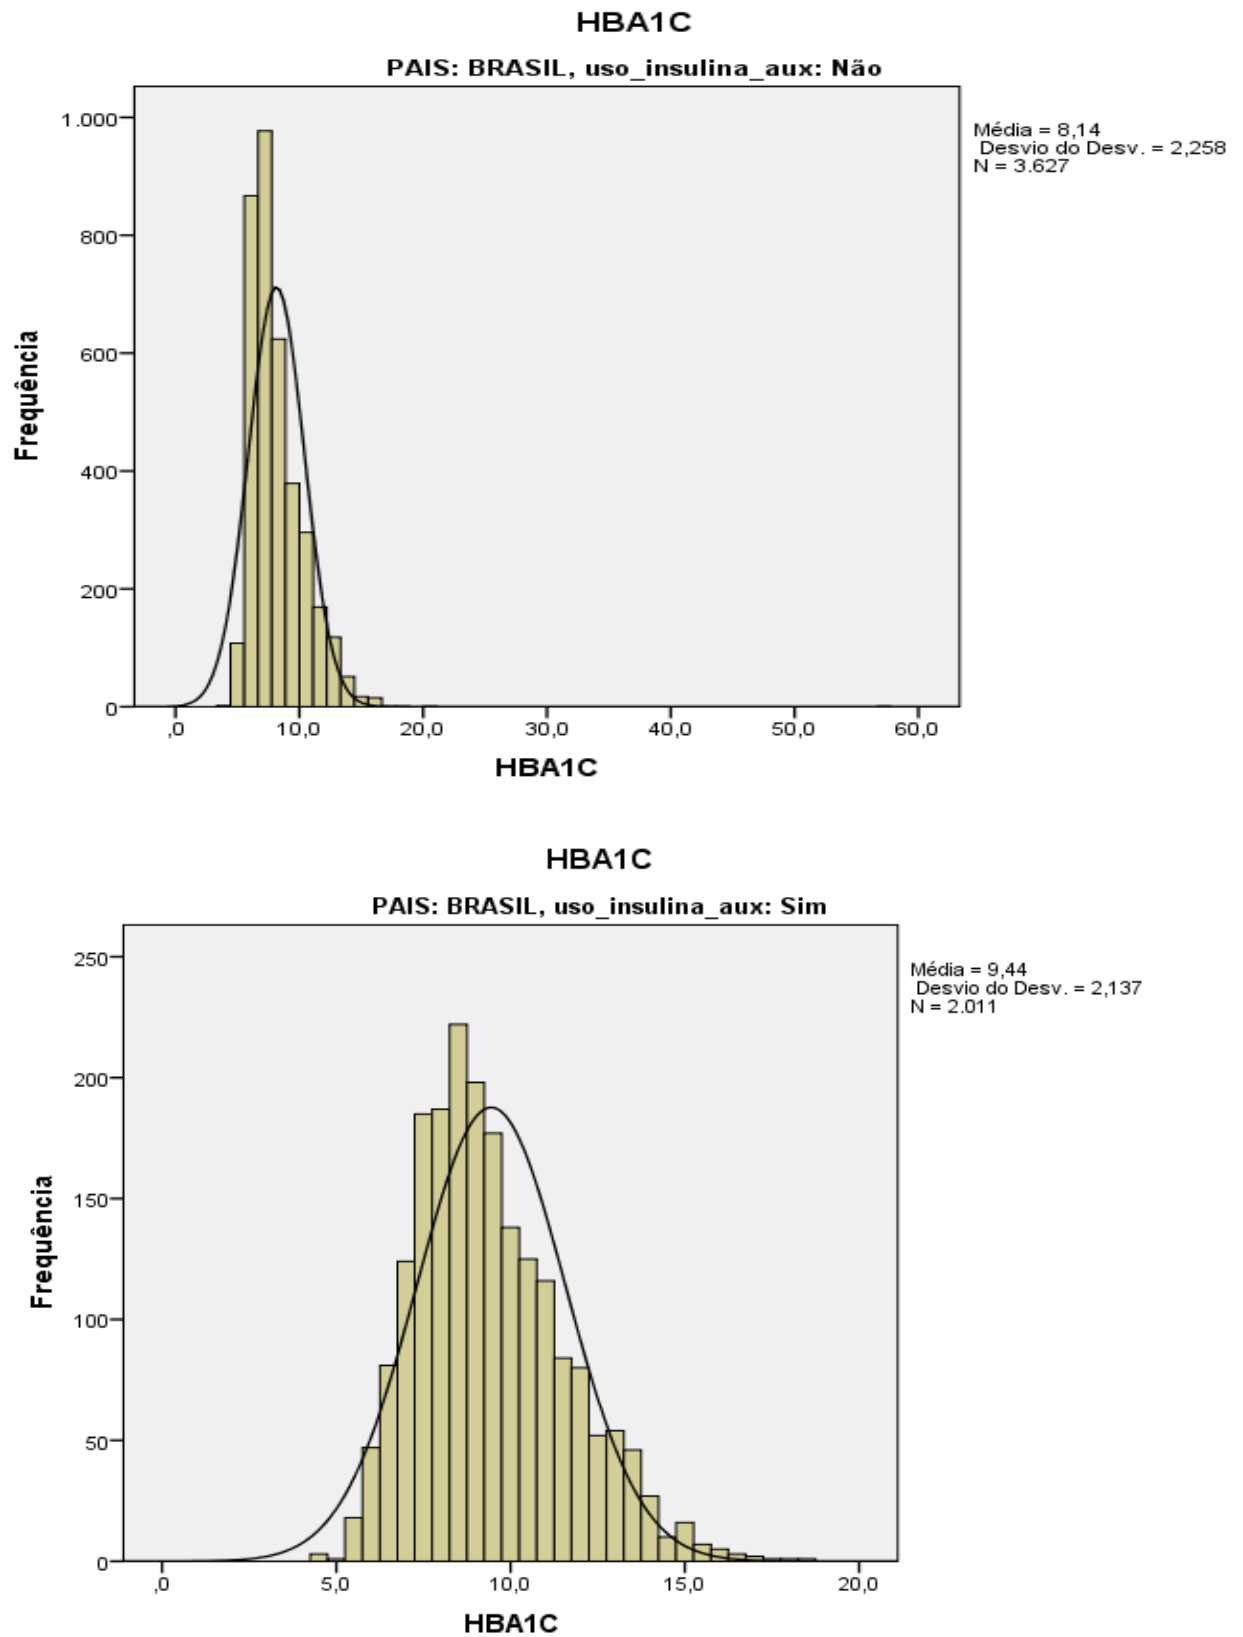 HBA1C
PAIS: BRASIL, uso_insulina_aux: Não
Média = 8,14
Desvio do Desv. = 2,258
N = 3.627
Frequência
1.000
800
600
400
200
0
,0 10,0 20,0 30,0 40,0 50,0 60,0
HBA1C
HBA1C
PAIS: BRASIL, uso_insulina_aux: Sim
Média = 9,44
Desvio do Desv. = 2,137
N = 2.011
Frequência
250
200
150
100
50
0
,0 5,0 10,0 15,0 20,0
HBA1C